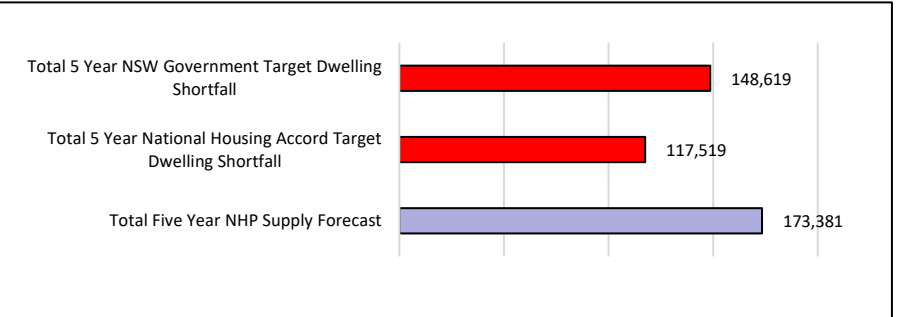 Total 5 Year NSW Government Target Dwelling
Shortfall
148,619
Total 5 Year National Housing Accord Target
Dwelling Shortfall
117,519
Total Five Year NHP Supply Forecast
173,381